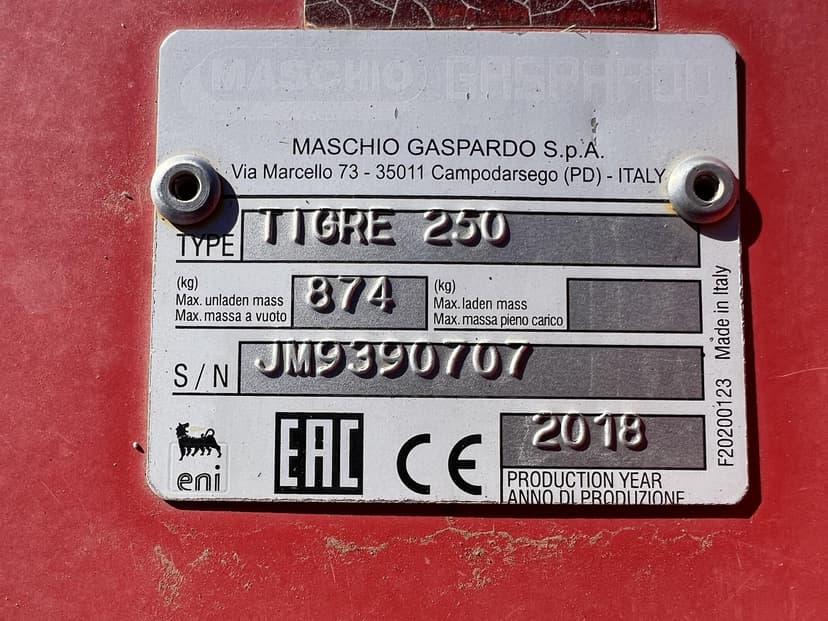 MASCHIO GASPARDO
MASCHIO GASPARDO S.p.A.
Via Marcello 73 - 35011 Campodarsego (PD) - ITALY
TYPE TIGRE 250
(kg)
Max. unladen mass
Max. massa a vuoto
874
(kg)
Max. laden mass
Max. massa pieno carico
S/N JM9390707
eni
EAC
CE
2018
PRODUCTION YEAR
ANNO DI PRODUZIONE
F20200123 Made in Italy